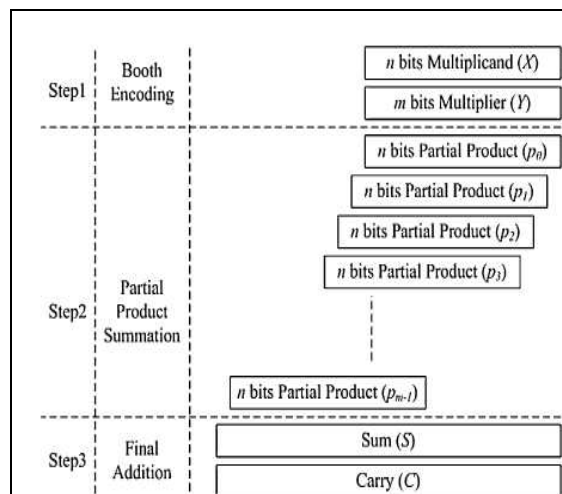 Step1
Booth
Encoding
n bits Multiplicand (X)
m bits Multiplier (Y)
Step2
Partial
Product
Summation
n bits Partial Product (p0)
n bits Partial Product (p1)
n bits Partial Product (p2)
n bits Partial Product (p3)
n bits Partial Product (pm-1)
Step3
Final
Addition
Sum (S)
Carry (C)